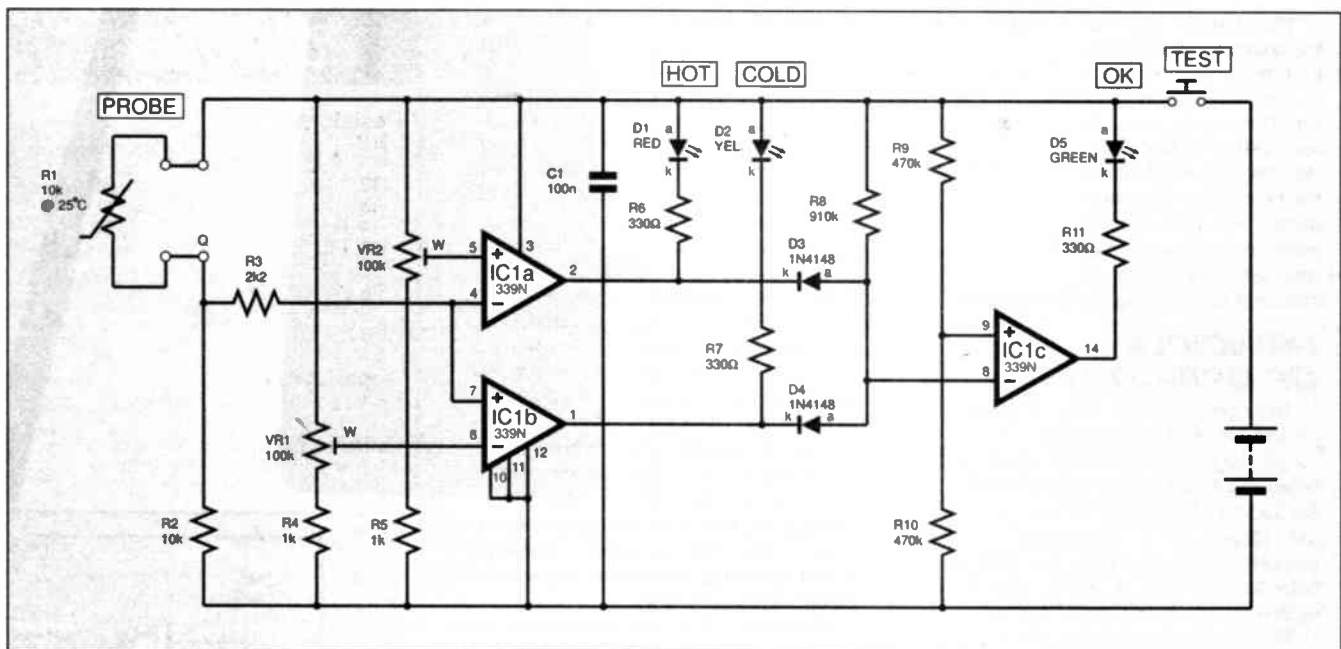 PROBE
HOT
COLD
OK
TEST
R1
10k
@ 25°C
Q
R3
2k2
VR2
100k
W
5
+
3
IC1a
339N
2
4
−
C1
100n
a
D1
RED
k
a
D2
YEL.
k
R6
330Ω
R8
910k
D3
1N4148
k
a
R9
470k
a
D5
GREEN
k
R11
330Ω
VR1
100k
W
7
+
IC1b
339N
1
6
−
12
11
10
R7
330Ω
D4
1N4148
k
a
9
+
IC1c
339N
14
8
−
R2
10k
R4
1k
R5
1k
R10
470k